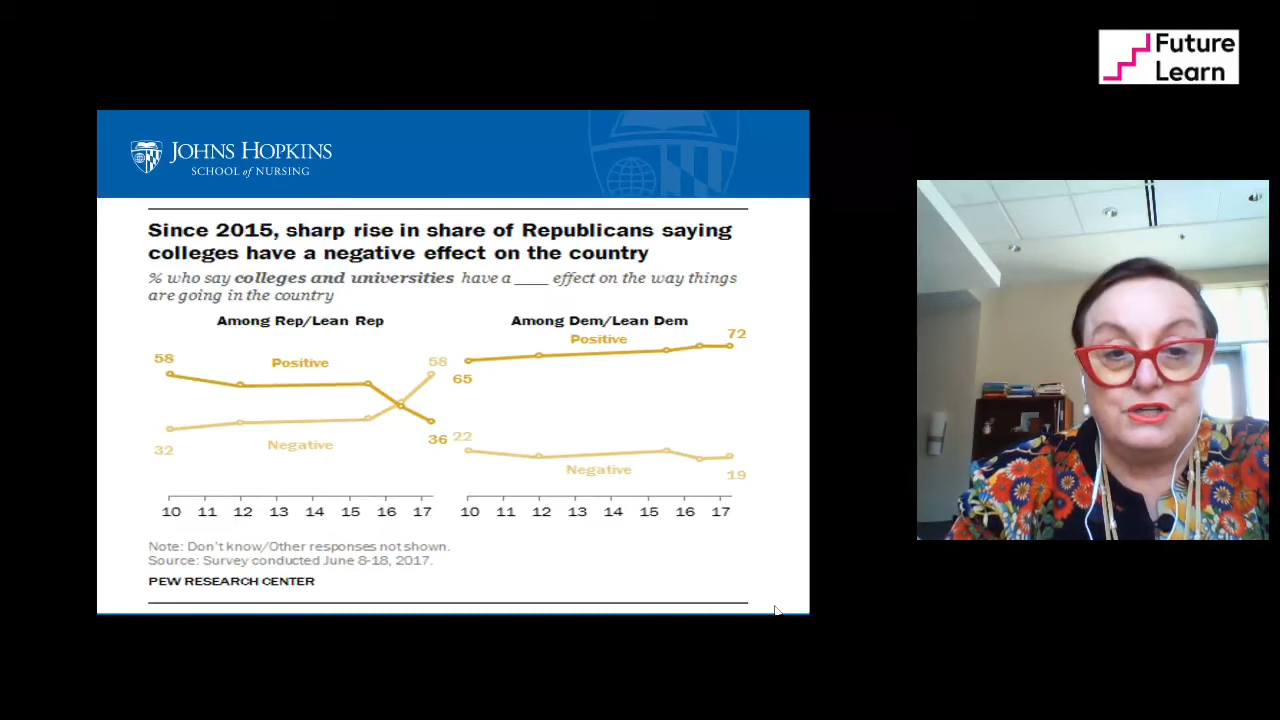 Future
Learn
JOHNS HOPKINS
SCHOOL of NURSING
Since 2015, sharp rise in share of Republicans saying
colleges have a negative effect on the country
% who say colleges and universities have a ____ effect on the way things
are going in the country
Among Rep/Lean Rep
Among Dem/Lean Dem
58
Positive
58
32
Negative
36
65
Positive
72
22
Negative
19
10 11 12 13 14 15 16 17
10 11 12 13 14 15 16 17
Note: Don't know/Other responses not shown.
Source: Survey conducted June 8-18, 2017.
PEW RESEARCH CENTER